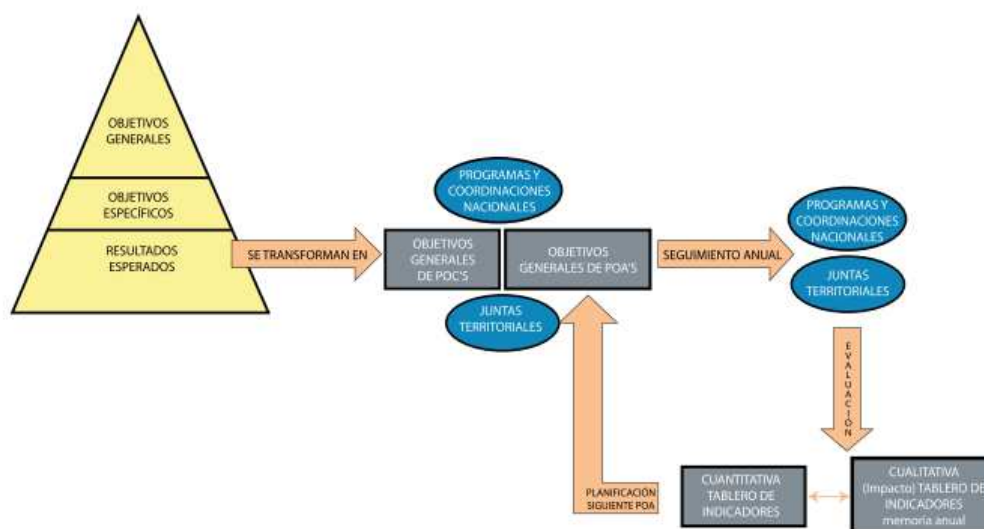 OBJETIVOS
GENERALES
OBJETIVOS
ESPECÍFICOS
RESULTADOS
ESPERADOS
SE TRANSFORMAN EN
PROGRAMAS Y
COORDINACIONES
NACIONALES
OBJETIVOS
GENERALES
DE POC'S
OBJETIVOS
GENERALES DE POA'S
JUNTAS
TERRITORIALES
SEGUIMIENTO ANUAL
PROGRAMAS Y
COORDINACIONES
NACIONALES
JUNTAS
TERRITORIALES
EVALUACIÓN
CUALITATIVA
(Impacto) TABLERO DE
INDICADORES
memoria anual
CUANTITATIVA
TABLERO DE
INDICADORES
PLANIFICACIÓN
SIGUIENTE POA